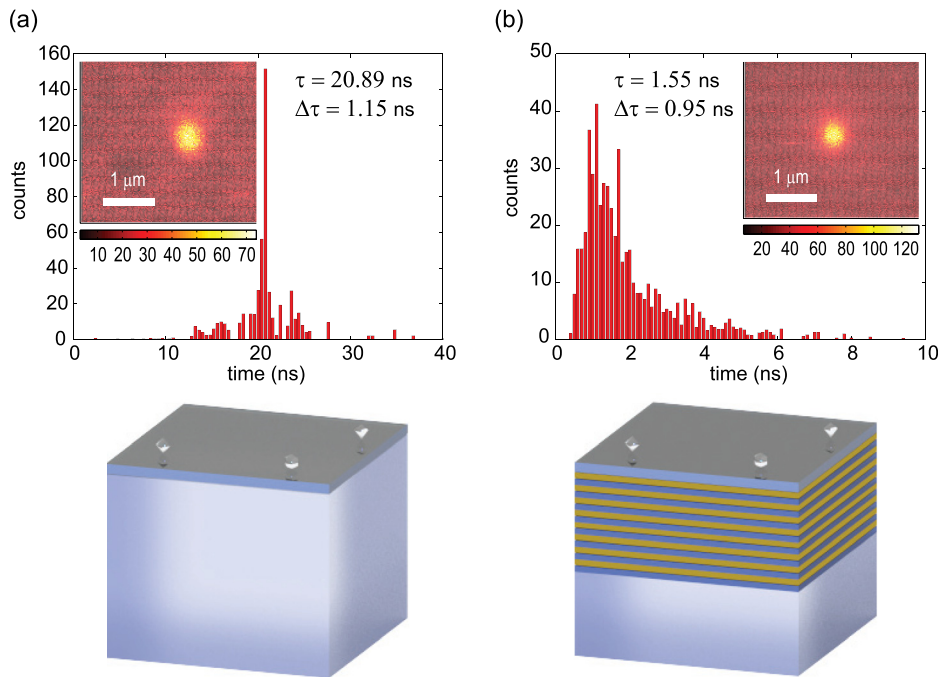 (a)
160
140
120
100
80
60
40
20
0
counts
τ = 20.89 ns
Δτ = 1.15 ns
1 μm
10 20 30 40 50 60 70
0 10 20 30 40
time (ns)
(b)
50
40
30
20
10
0
counts
τ = 1.55 ns
Δτ = 0.95 ns
1 μm
20 40 60 80 100 120
0 2 4 6 8 10
time (ns)